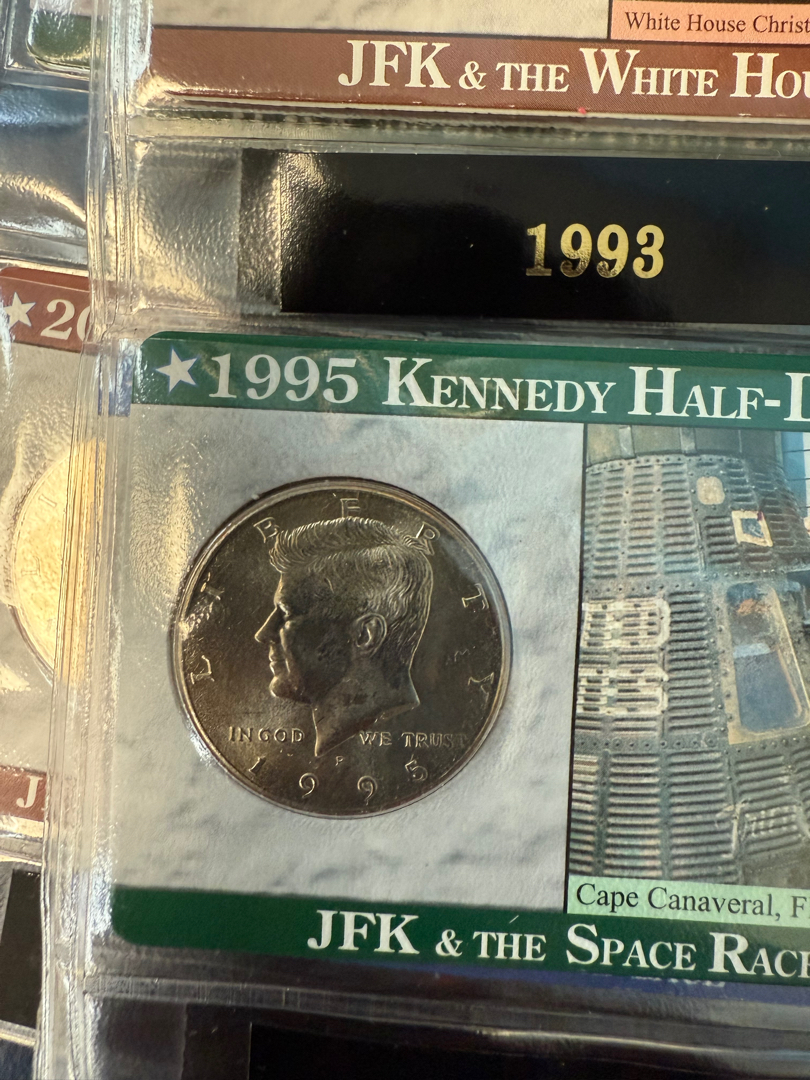 White House Christ
JFK & THE WHITE HOU
1993
20
★1995 KENNEDY HALF-D
LIBERTY
IN GOD WE TRUST
P
1995
Cape Canaveral, F
J
JFK & THE SPACE RACE